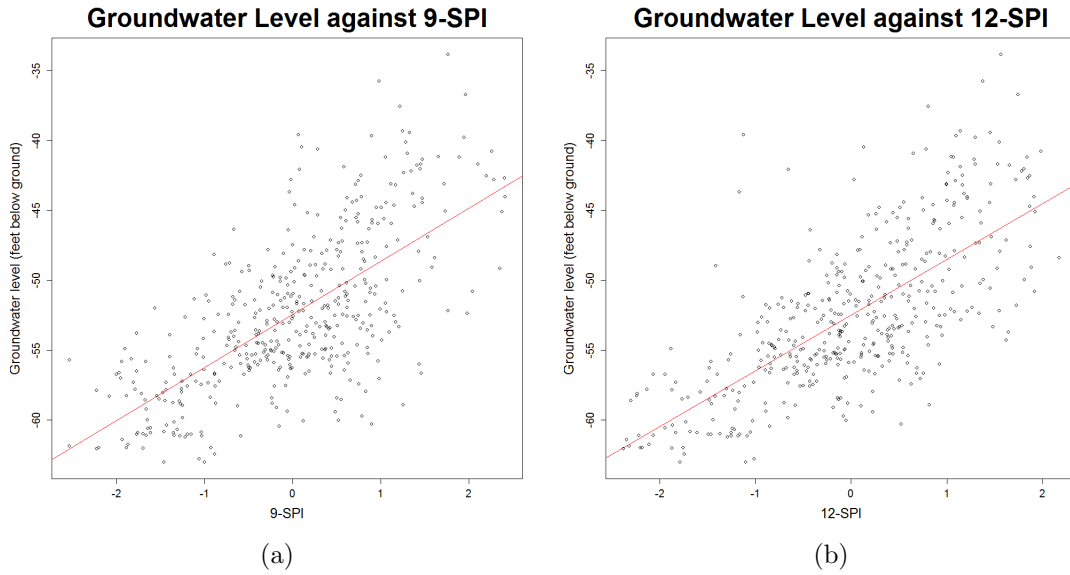 Groundwater Level against 9-SPI
Groundwater level (feet below ground)
-35
-40
-45
-50
-55
-60
-2 -1 0 1 2
9-SPI
(a)
Groundwater Level against 12-SPI
Groundwater level (feet below ground)
-35
-40
-45
-50
-55
-60
-2 -1 0 1 2
12-SPI
(b)